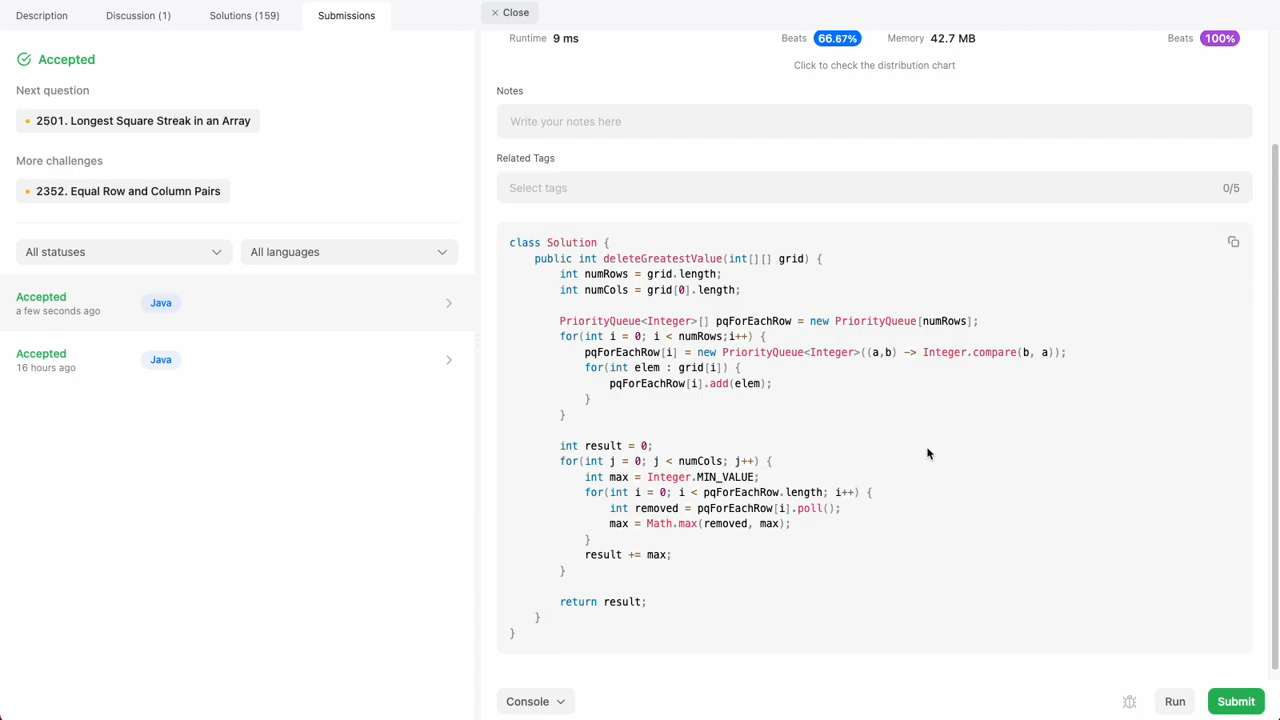 Description
Discussion (1)
Solutions (159)
Submissions
Accepted
Next question
2501. Longest Square Streak in an Array
More challenges
2352. Equal Row and Column Pairs
All statuses
All languages
Accepted
a few seconds ago
Java
Accepted
16 hours ago
Java
× Close
Runtime 9 ms
Beats 66.67%
Memory 42.7 MB
Beats 100%
Click to check the distribution chart
Notes
Write your notes here
Related Tags
Select tags
0/5
class Solution {
    public int deleteGreatestValue(int[][] grid) {
        int numRows = grid.length;
        int numCols = grid[0].length;

        PriorityQueue<Integer>[] pqForEachRow = new PriorityQueue[numRows];
        for(int i = 0; i < numRows;i++) {
            pqForEachRow[i] = new PriorityQueue<Integer>((a,b) -> Integer.compare(b, a));
            for(int elem : grid[i]) {
                pqForEachRow[i].add(elem);
            }
        }

        int result = 0;
        for(int j = 0; j < numCols; j++) {
            int max = Integer.MIN_VALUE;
            for(int i = 0; i < pqForEachRow.length; i++) {
                int removed = pqForEachRow[i].poll();
                max = Math.max(removed, max);
            }
            result += max;
        }

        return result;
    }
}
Console
Run
Submit